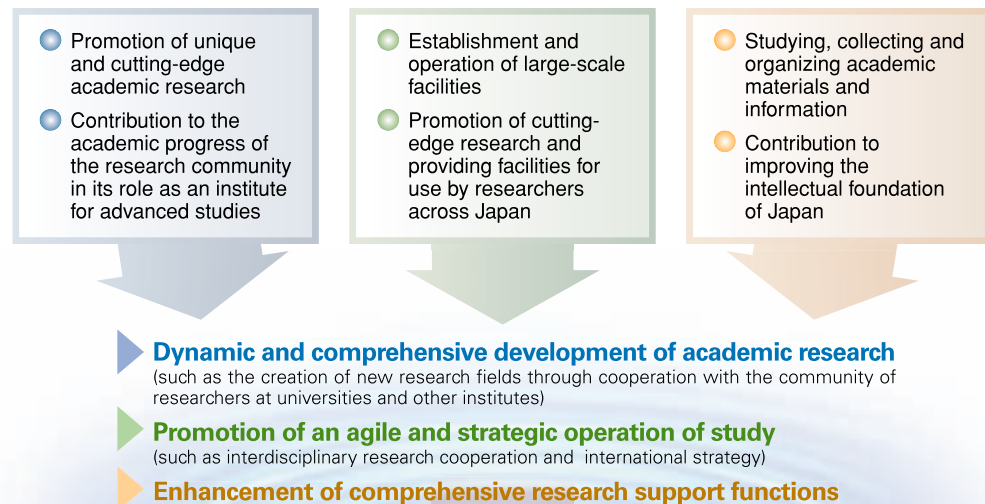 Promotion of unique
and cutting-edge
academic research
Contribution to the
academic progress of
the research community
in its role as an institute
for advanced studies
Establishment and
operation of large-scale
facilities
Promotion of cutting-
edge research and
providing facilities for
use by researchers
across Japan
Studying, collecting and
organizing academic
materials and
information
Contribution to
improving the
intellectual foundation
of Japan
Dynamic and comprehensive development of academic research
(such as the creation of new research fields through cooperation with the community of
researchers at universities and other institutes)
Promotion of an agile and strategic operation of study
(such as interdisciplinary research cooperation and international strategy)
Enhancement of comprehensive research support functions